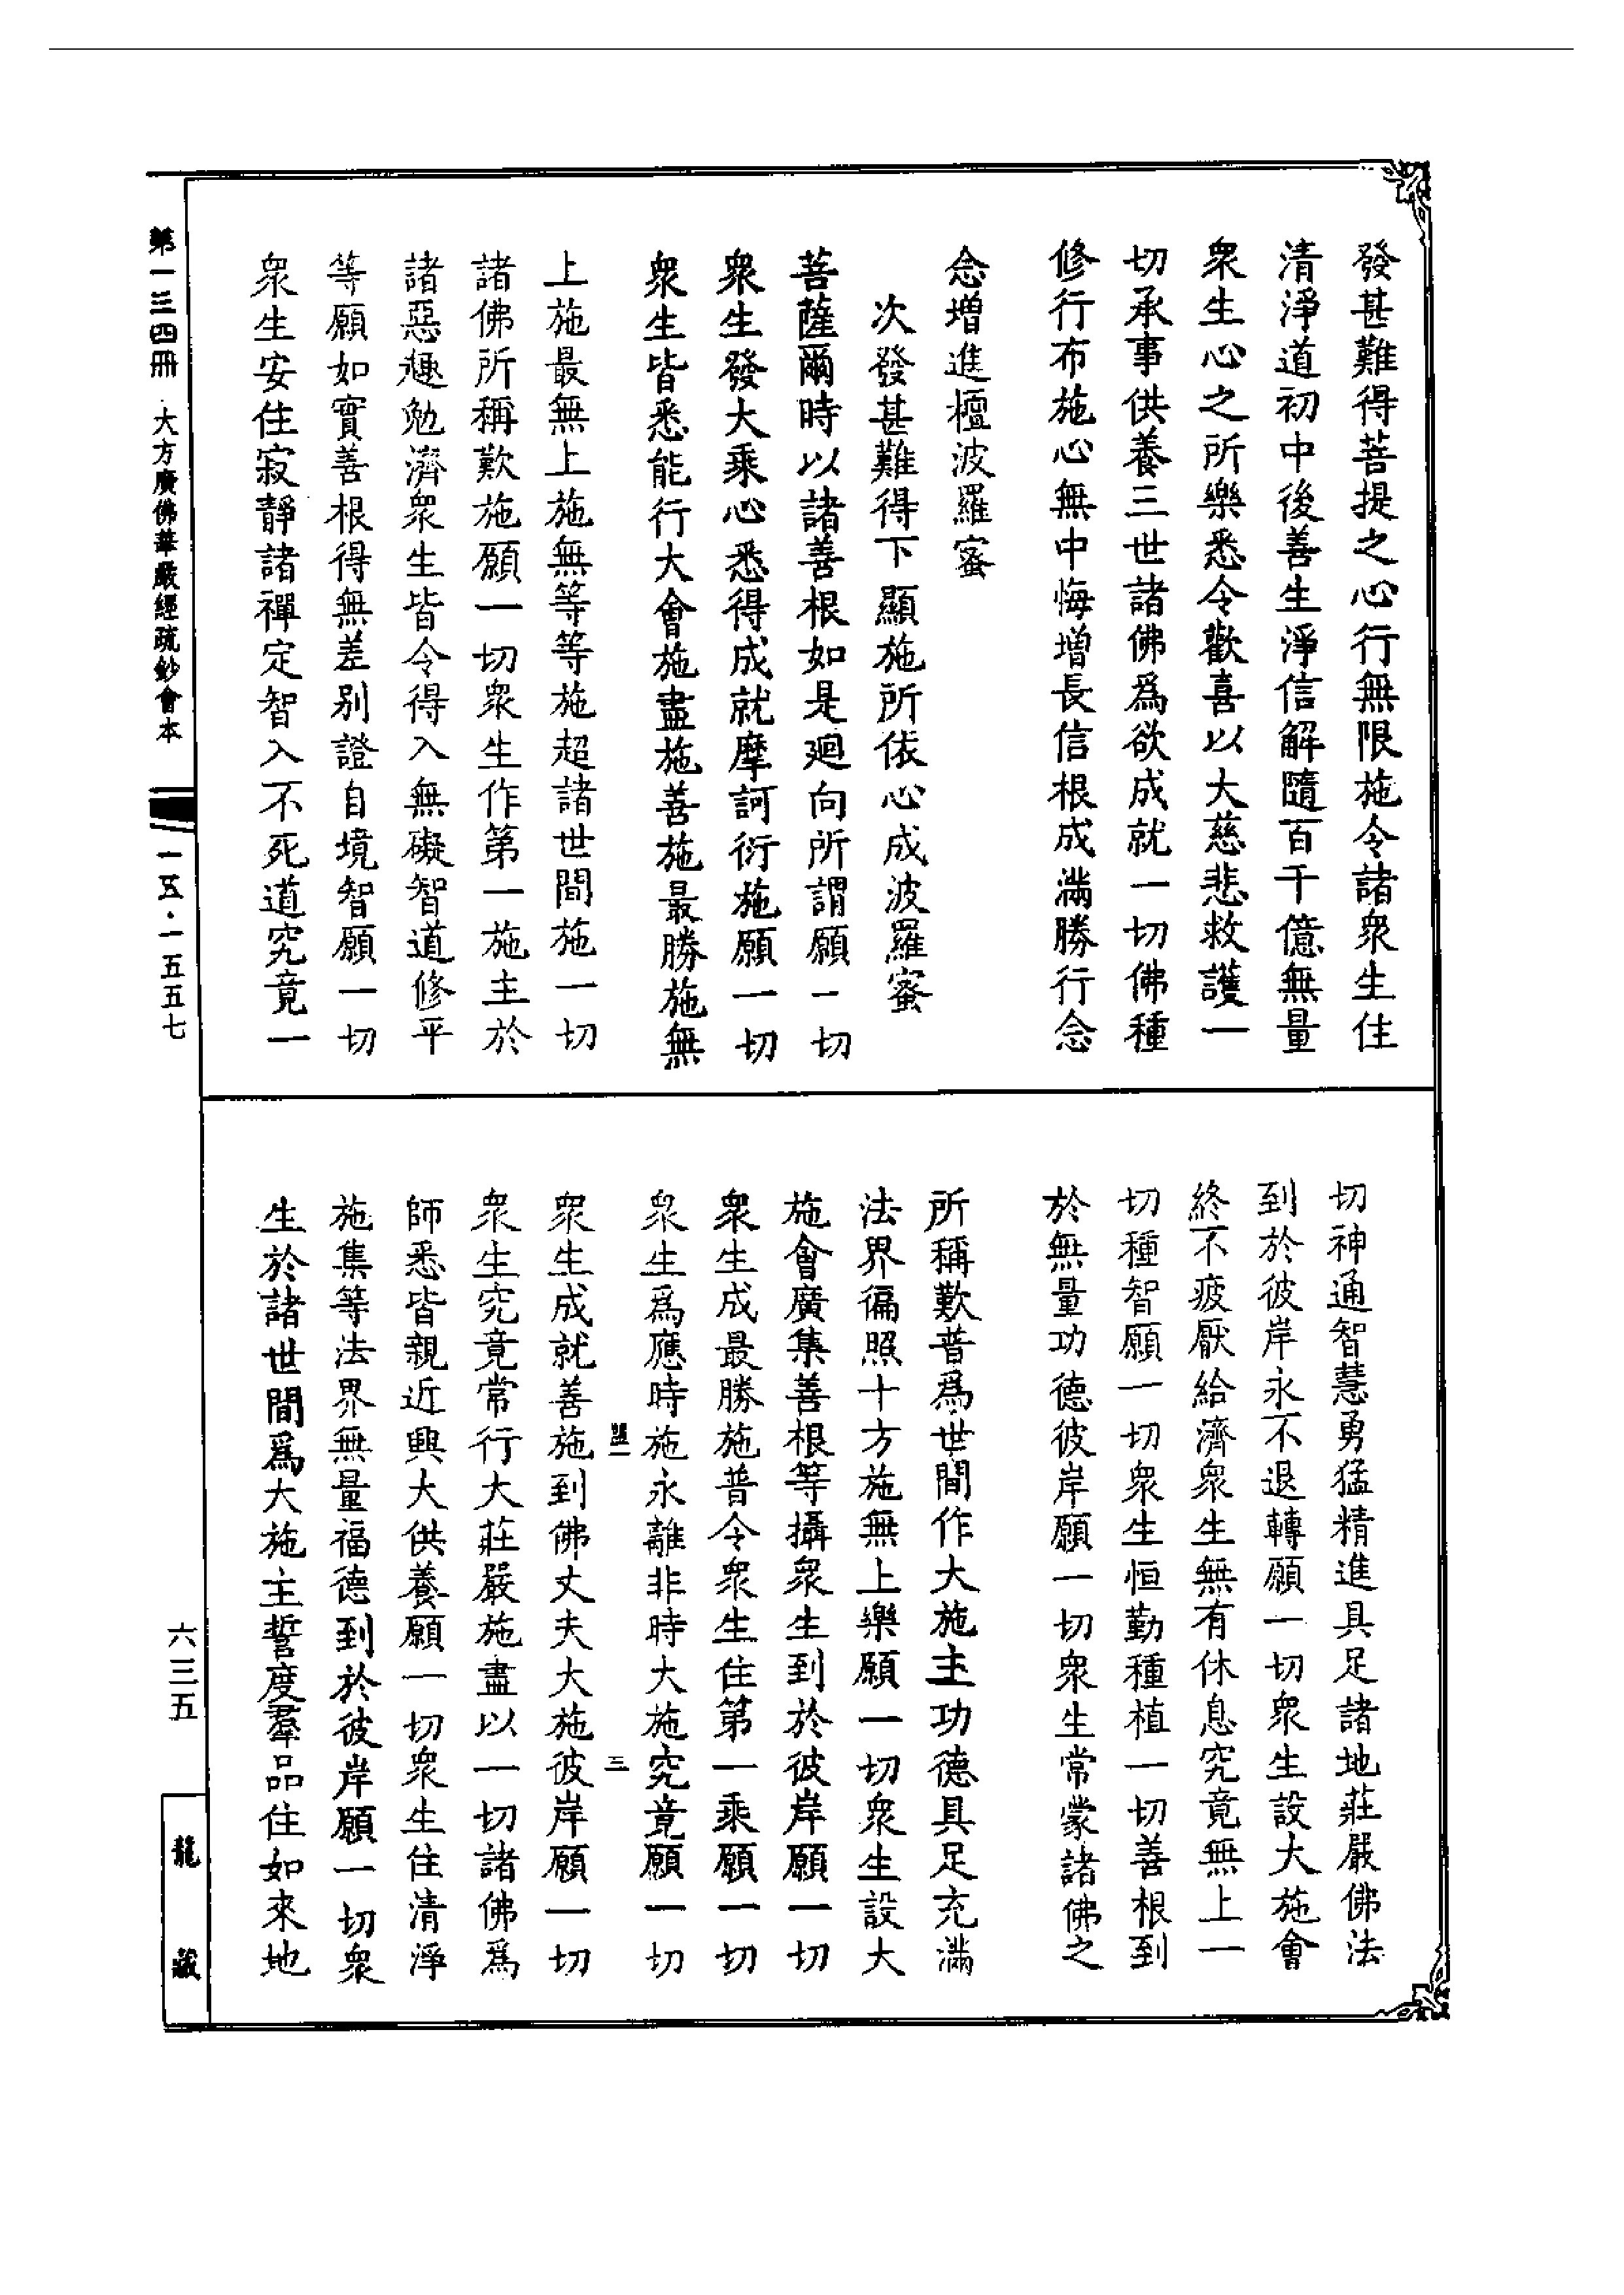 發甚難得菩提之心行無限施令諸衆生住
清淨道初中後善生淨信解隨百千億無量
衆生心之所樂悉令歡喜以大慈悲救護一
切承事供養三世諸佛爲欲成就一切佛種
修行布施心無中悔增長信根成滿勝行念
念增進檀波羅蜜
次發甚難得下顯施所依心成波羅蜜
菩薩爾時以諸善根如是廻向所謂願一切
衆生發大乘心悉得成就摩訶衍施願一切
衆生皆悉能行大會施盡施善施最勝施無
上施最無上施無等等施超諸世間施一切
諸佛所稱歎施願一切衆生作第一施主於
諸惡趣勉濟衆生皆令得入無礙智道修平
等願如實善根得無差別證自境智願一切
衆生安住寂靜諸禪定智入不死道究竟一
切神通智慧勇猛精進具足諸地莊嚴佛法
到於彼岸永不退轉願一切衆生設大施會
終不疲厭給濟衆生無有休息究竟無上一
切種智願一切衆生恒勤種植一切善根到
於無量功德彼岸願一切衆生常蒙諸佛之
所稱歎普爲世間作大施主功德具足充滿
法界徧照十方施無上樂願一切衆生設大
施會廣集善根等攝衆生到於彼岸願一切
衆生成最勝施普令衆生住第一乘願一切
衆生爲應時施永離非時大施究竟願一切
三
衆生成就善施到佛丈夫大施彼岸願一切
衆生究竟常行大莊嚴施盡以一切諸佛爲
師悉皆親近興大供養願一切衆生住清淨
施集等法界無量福德到於彼岸願一切衆
生於諸世間爲大施主誓度羣品住如來地
第一三四冊 大方廣佛華嚴經疏鈔會本
一五·一五五七
六三五
龍藏